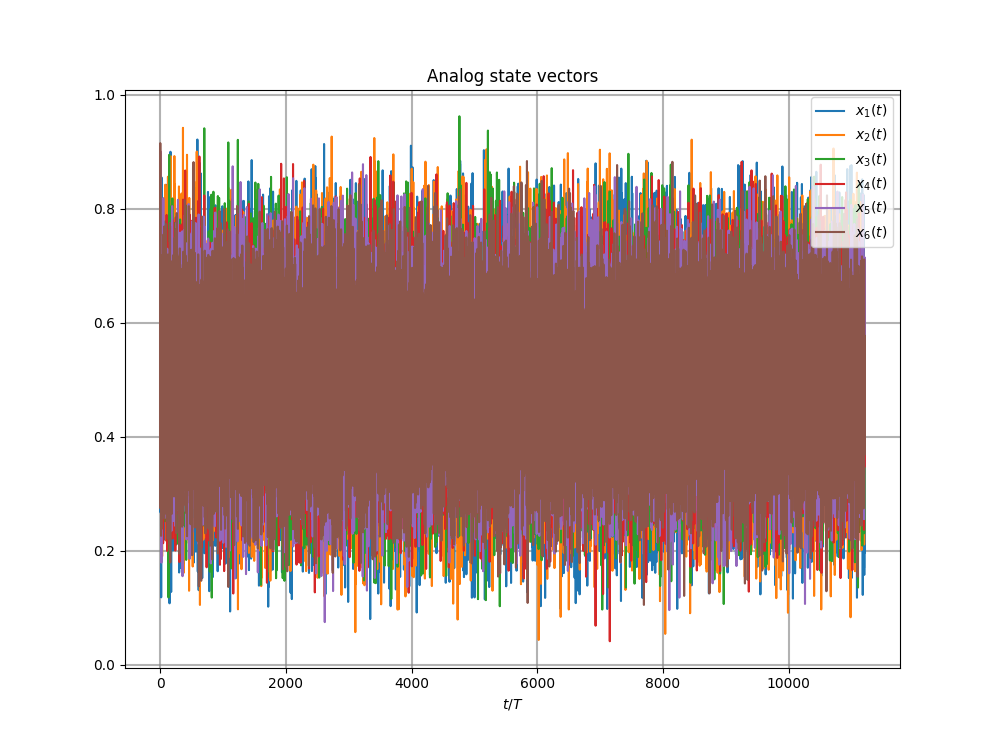 Analog state vectors
1.0
0.8
0.6
0.4
0.2
0.0
x₁(t)
x₂(t)
x₃(t)
x₄(t)
x₅(t)
x₆(t)
0 2000 4000 6000 8000 10000
t/T